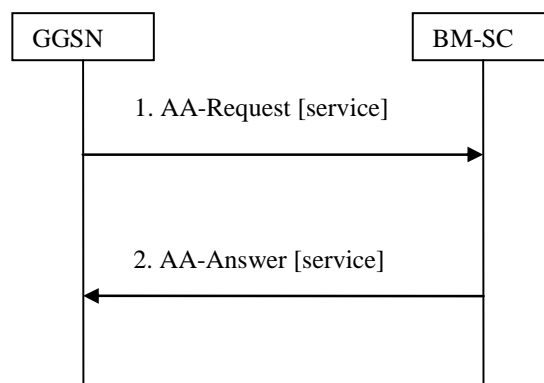 GGSN
BM-SC
1. AA-Request [service]
2. AA-Answer [service]